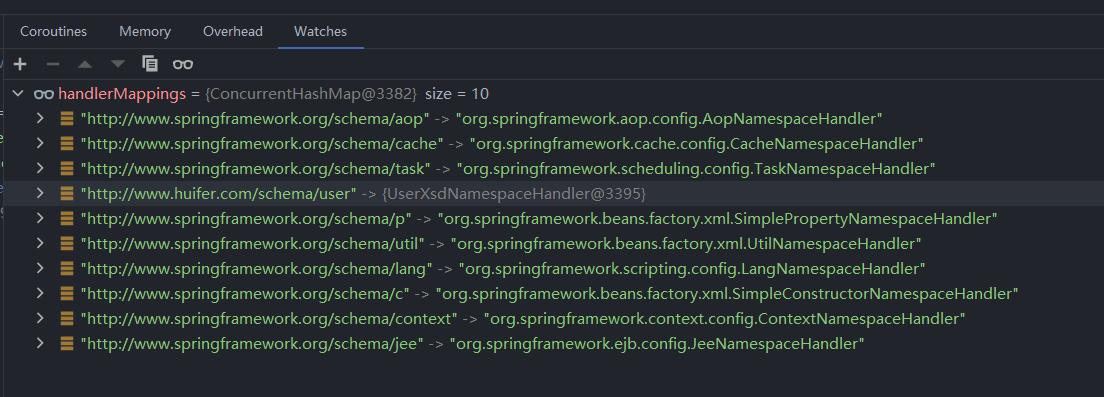 Coroutines Memory Overhead Watches
handlerMappings = {ConcurrentHashMap@3382} size = 10
"http://www.springframework.org/schema/aop" -> "org.springframework.aop.config.AopNamespaceHandler"
"http://www.springframework.org/schema/cache" -> "org.springframework.cache.config.CacheNamespaceHandler"
"http://www.springframework.org/schema/task" -> "org.springframework.scheduling.config.TaskNamespaceHandler"
"http://www.huifer.com/schema/user" -> {UserXsdNamespaceHandler@3395}
"http://www.springframework.org/schema/p" -> "org.springframework.beans.factory.xml.SimplePropertyNamespaceHandler"
"http://www.springframework.org/schema/util" -> "org.springframework.beans.factory.xml.UtilNamespaceHandler"
"http://www.springframework.org/schema/lang" -> "org.springframework.scripting.config.LangNamespaceHandler"
"http://www.springframework.org/schema/c" -> "org.springframework.beans.factory.xml.SimpleConstructorNamespaceHandler"
"http://www.springframework.org/schema/context" -> "org.springframework.context.config.ContextNamespaceHandler"
"http://www.springframework.org/schema/jee" -> "org.springframework.ejb.config.JeeNamespaceHandler"